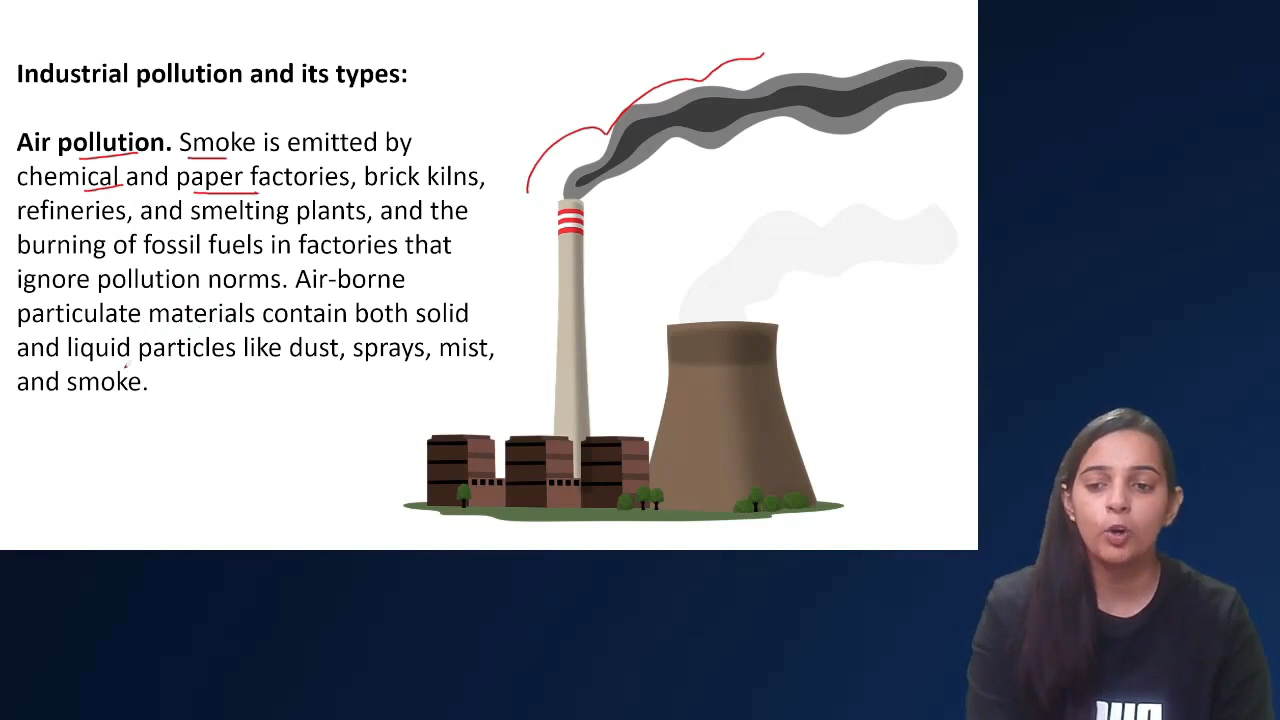 Industrial pollution and its types:
Air pollution. Smoke is emitted by
chemical and paper factories, brick kilns,
refineries, and smelting plants, and the
burning of fossil fuels in factories that
ignore pollution norms. Air-borne
particulate materials contain both solid
and liquid particles like dust, sprays, mist,
and smoke.